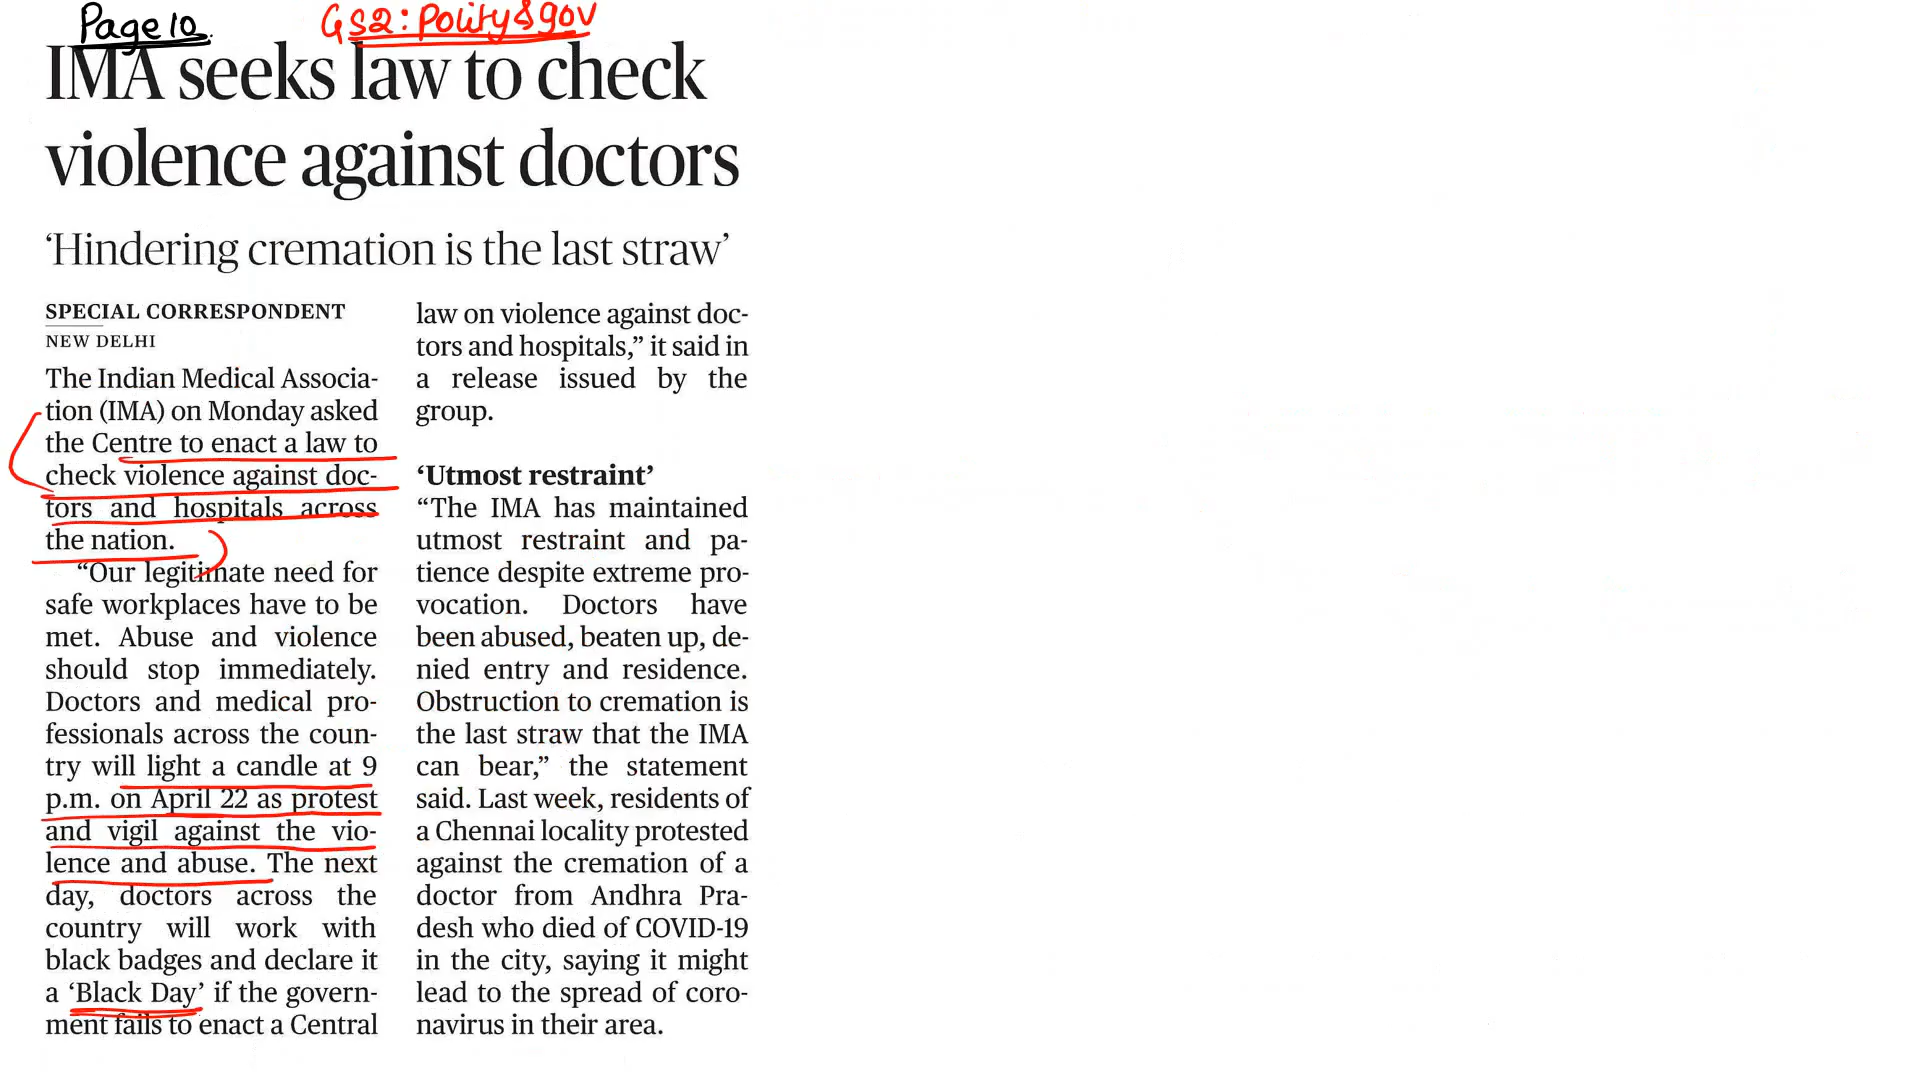 Page 10
GS2: Polity & gov
IMA seeks law to check
violence against doctors
‘Hindering cremation is the last straw’
SPECIAL CORRESPONDENT
NEW DELHI
The Indian Medical Associa-
tion (IMA) on Monday asked
the Centre to enact a law to
check violence against doc-
tors and hospitals across
the nation.
“Our legitimate need for
safe workplaces have to be
met. Abuse and violence
should stop immediately.
Doctors and medical pro-
fessionals across the coun-
try will light a candle at 9
p.m. on April 22 as protest
and vigil against the vio-
lence and abuse. The next
day, doctors across the
country will work with
black badges and declare it
a ‘Black Day’ if the govern-
ment fails to enact a Central
law on violence against doc-
tors and hospitals,” it said in
a release issued by the
group.
‘Utmost restraint’
“The IMA has maintained
utmost restraint and pa-
tience despite extreme pro-
vocation. Doctors have
been abused, beaten up, de-
nied entry and residence.
Obstruction to cremation is
the last straw that the IMA
can bear,” the statement
said. Last week, residents of
a Chennai locality protested
against the cremation of a
doctor from Andhra Pra-
desh who died of COVID-19
in the city, saying it might
lead to the spread of coro-
navirus in their area.